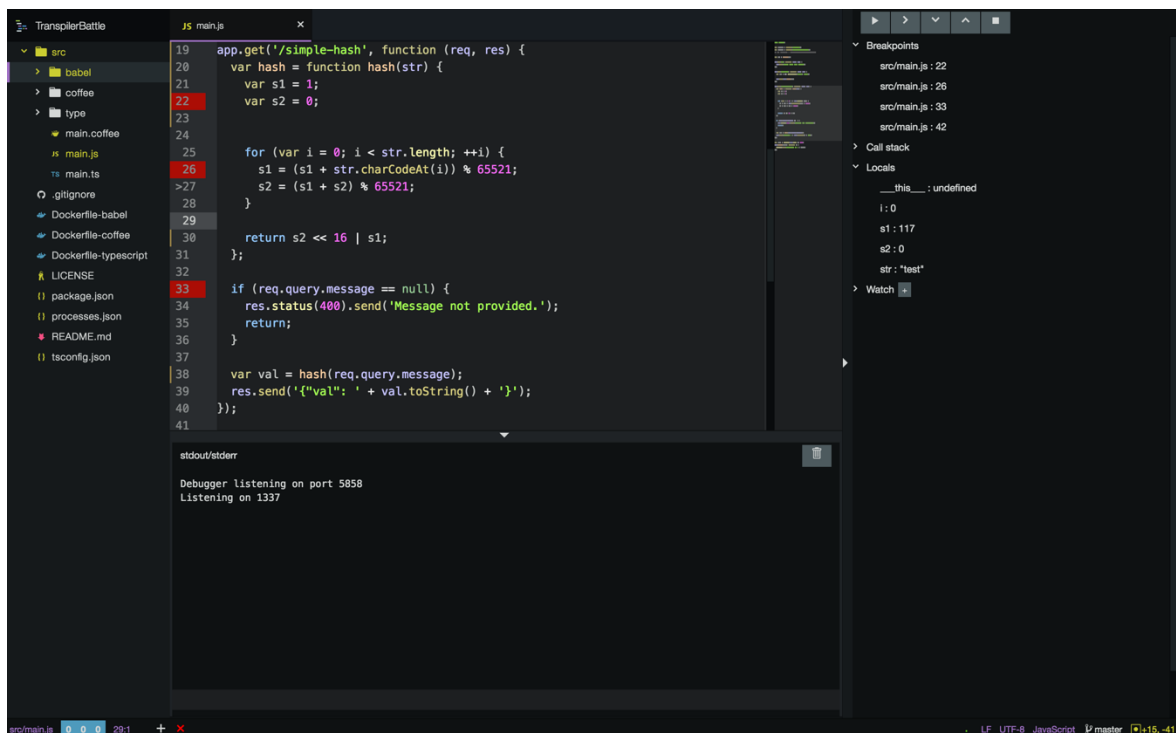 TranspilerBattle
src
babel
coffee
type
main.coffee
JS main.js
TS main.ts
.gitignore
Dockerfile-babel
Dockerfile-coffee
Dockerfile-typescript
LICENSE
package.json
processes.json
README.md
tsconfig.json
JS main.js ×
19 app.get('/simple-hash', function (req, res) {
20 var hash = function hash(str) {
21 var s1 = 1;
22 var s2 = 0;
23
24
25 for (var i = 0; i < str.length; ++i) {
26 s1 = (s1 + str.charCodeAt(i)) % 65521;
>27 s2 = (s1 + s2) % 65521;
28 }
29
30 return s2 << 16 | s1;
31 };
32
33 if (req.query.message == null) {
34 res.status(400).send('Message not provided.');
35 return;
36 }
37
38 var val = hash(req.query.message);
39 res.send('{"val": ' + val.toString() + '}');
40 });
41
stdout/stderr
Debugger listening on port 5858
Listening on 1337
Breakpoints
src/main.js : 22
src/main.js : 26
src/main.js : 33
src/main.js : 42
Call stack
Locals
___this___ : undefined
i : 0
s1 : 117
s2 : 0
str : "test"
Watch +
src/main.js 0 0 0 29:1 + ×
LF UTF-8 JavaScript master +15, -41